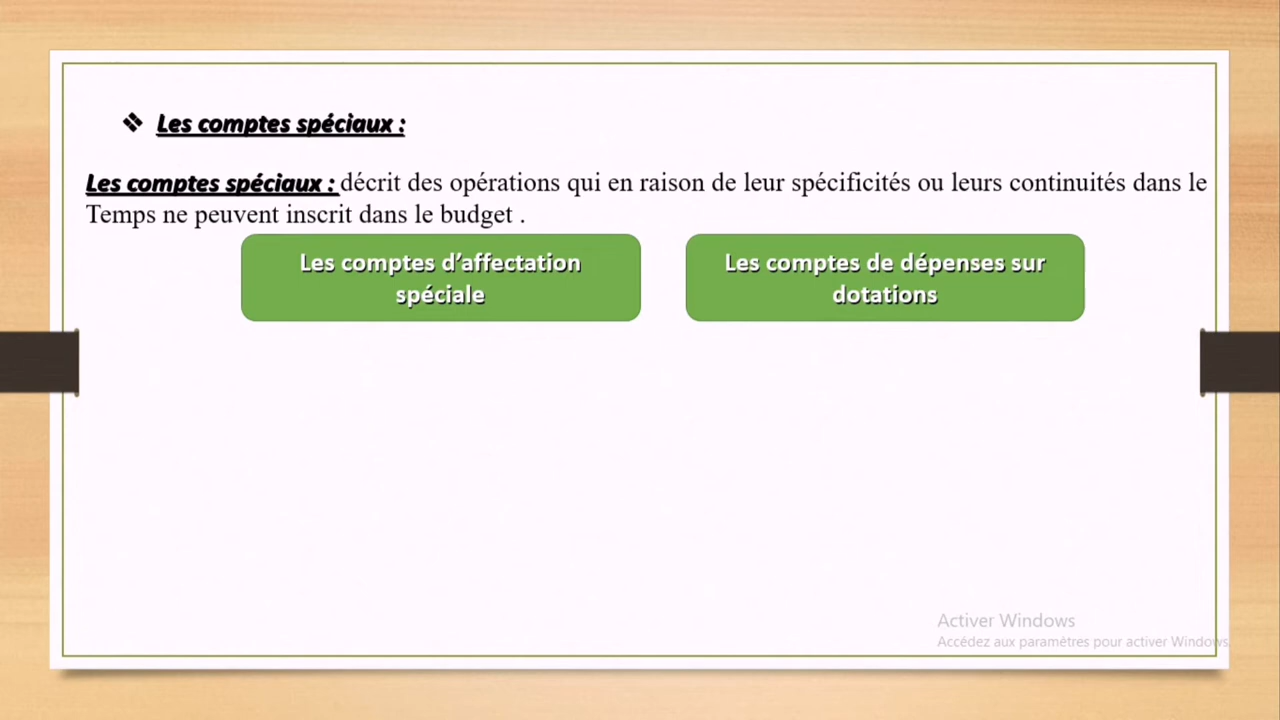 ❖ Les comptes spéciaux :
Les comptes spéciaux : décrit des opérations qui en raison de leur spécificités ou leurs continuités dans le
Temps ne peuvent inscrit dans le budget .
Les comptes d’affectation
spéciale
Les comptes de dépenses sur
dotations
Activer Windows
Accédez aux paramètres pour activer Windows.